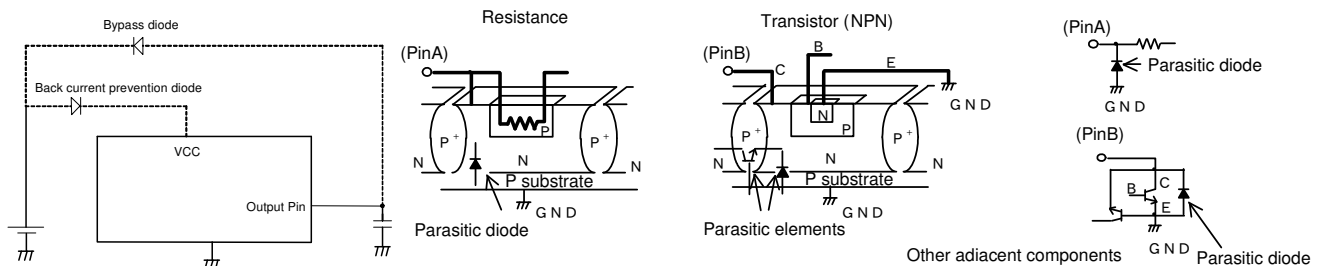 Bypass diode
Back current prevention diode
VCC
Output Pin
Resistance
(PinA)
P
P +
P +
N
N
N
P substrate
GND
Parasitic diode
Transistor (NPN)
(PinB)
B
C
E
GND
N
P
P +
P +
N
N
N
P substrate
GND
Parasitic elements
(PinA)
Parasitic diode
GND
(PinB)
C
B
E
GND
Other adiacent components
Parasitic diode